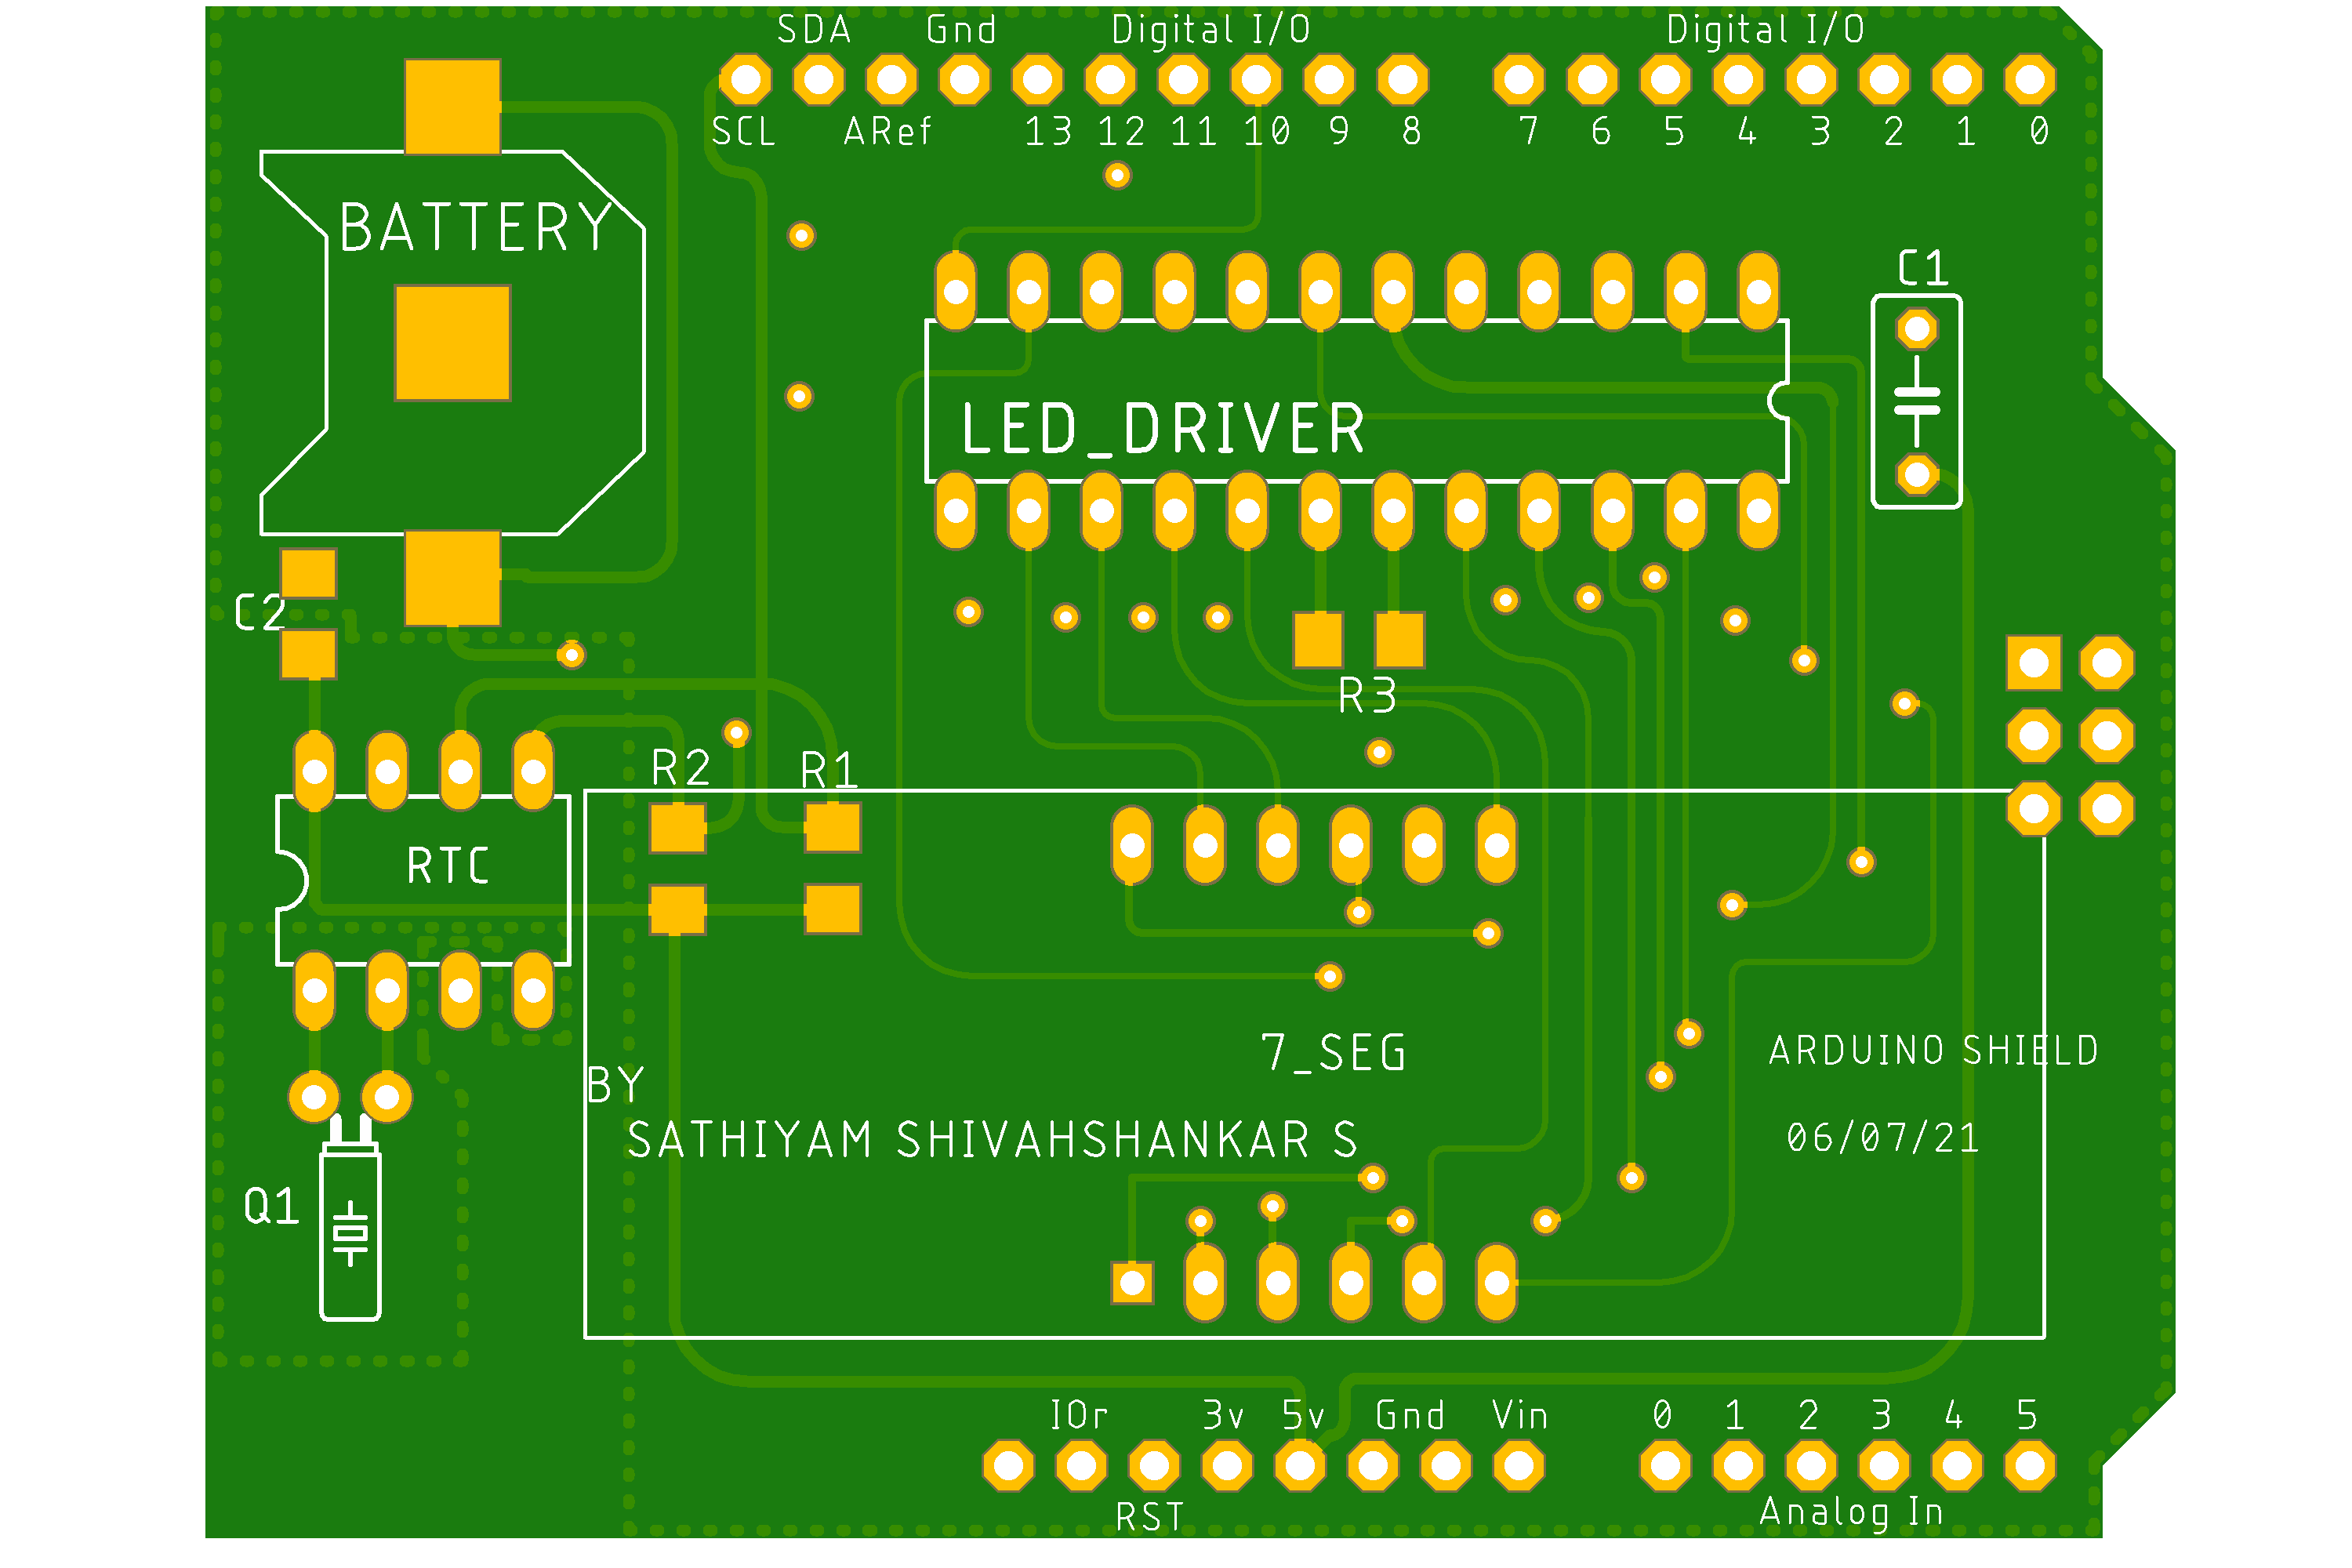 SDA Gnd Digital I/O Digital I/O
SCL ARef 13 12 11 10 9 8 7 6 5 4 3 2 1 0
BATTERY
C1
LED_DRIVER
C2
R3
R2 R1
RTC
7_SEG
ARDUINO SHIELD
BY
SATHIYAM SHIVAHSHANKAR S
06/07/21
Q1
IOr 3v 5v Gnd Vin 0 1 2 3 4 5
RST Analog In